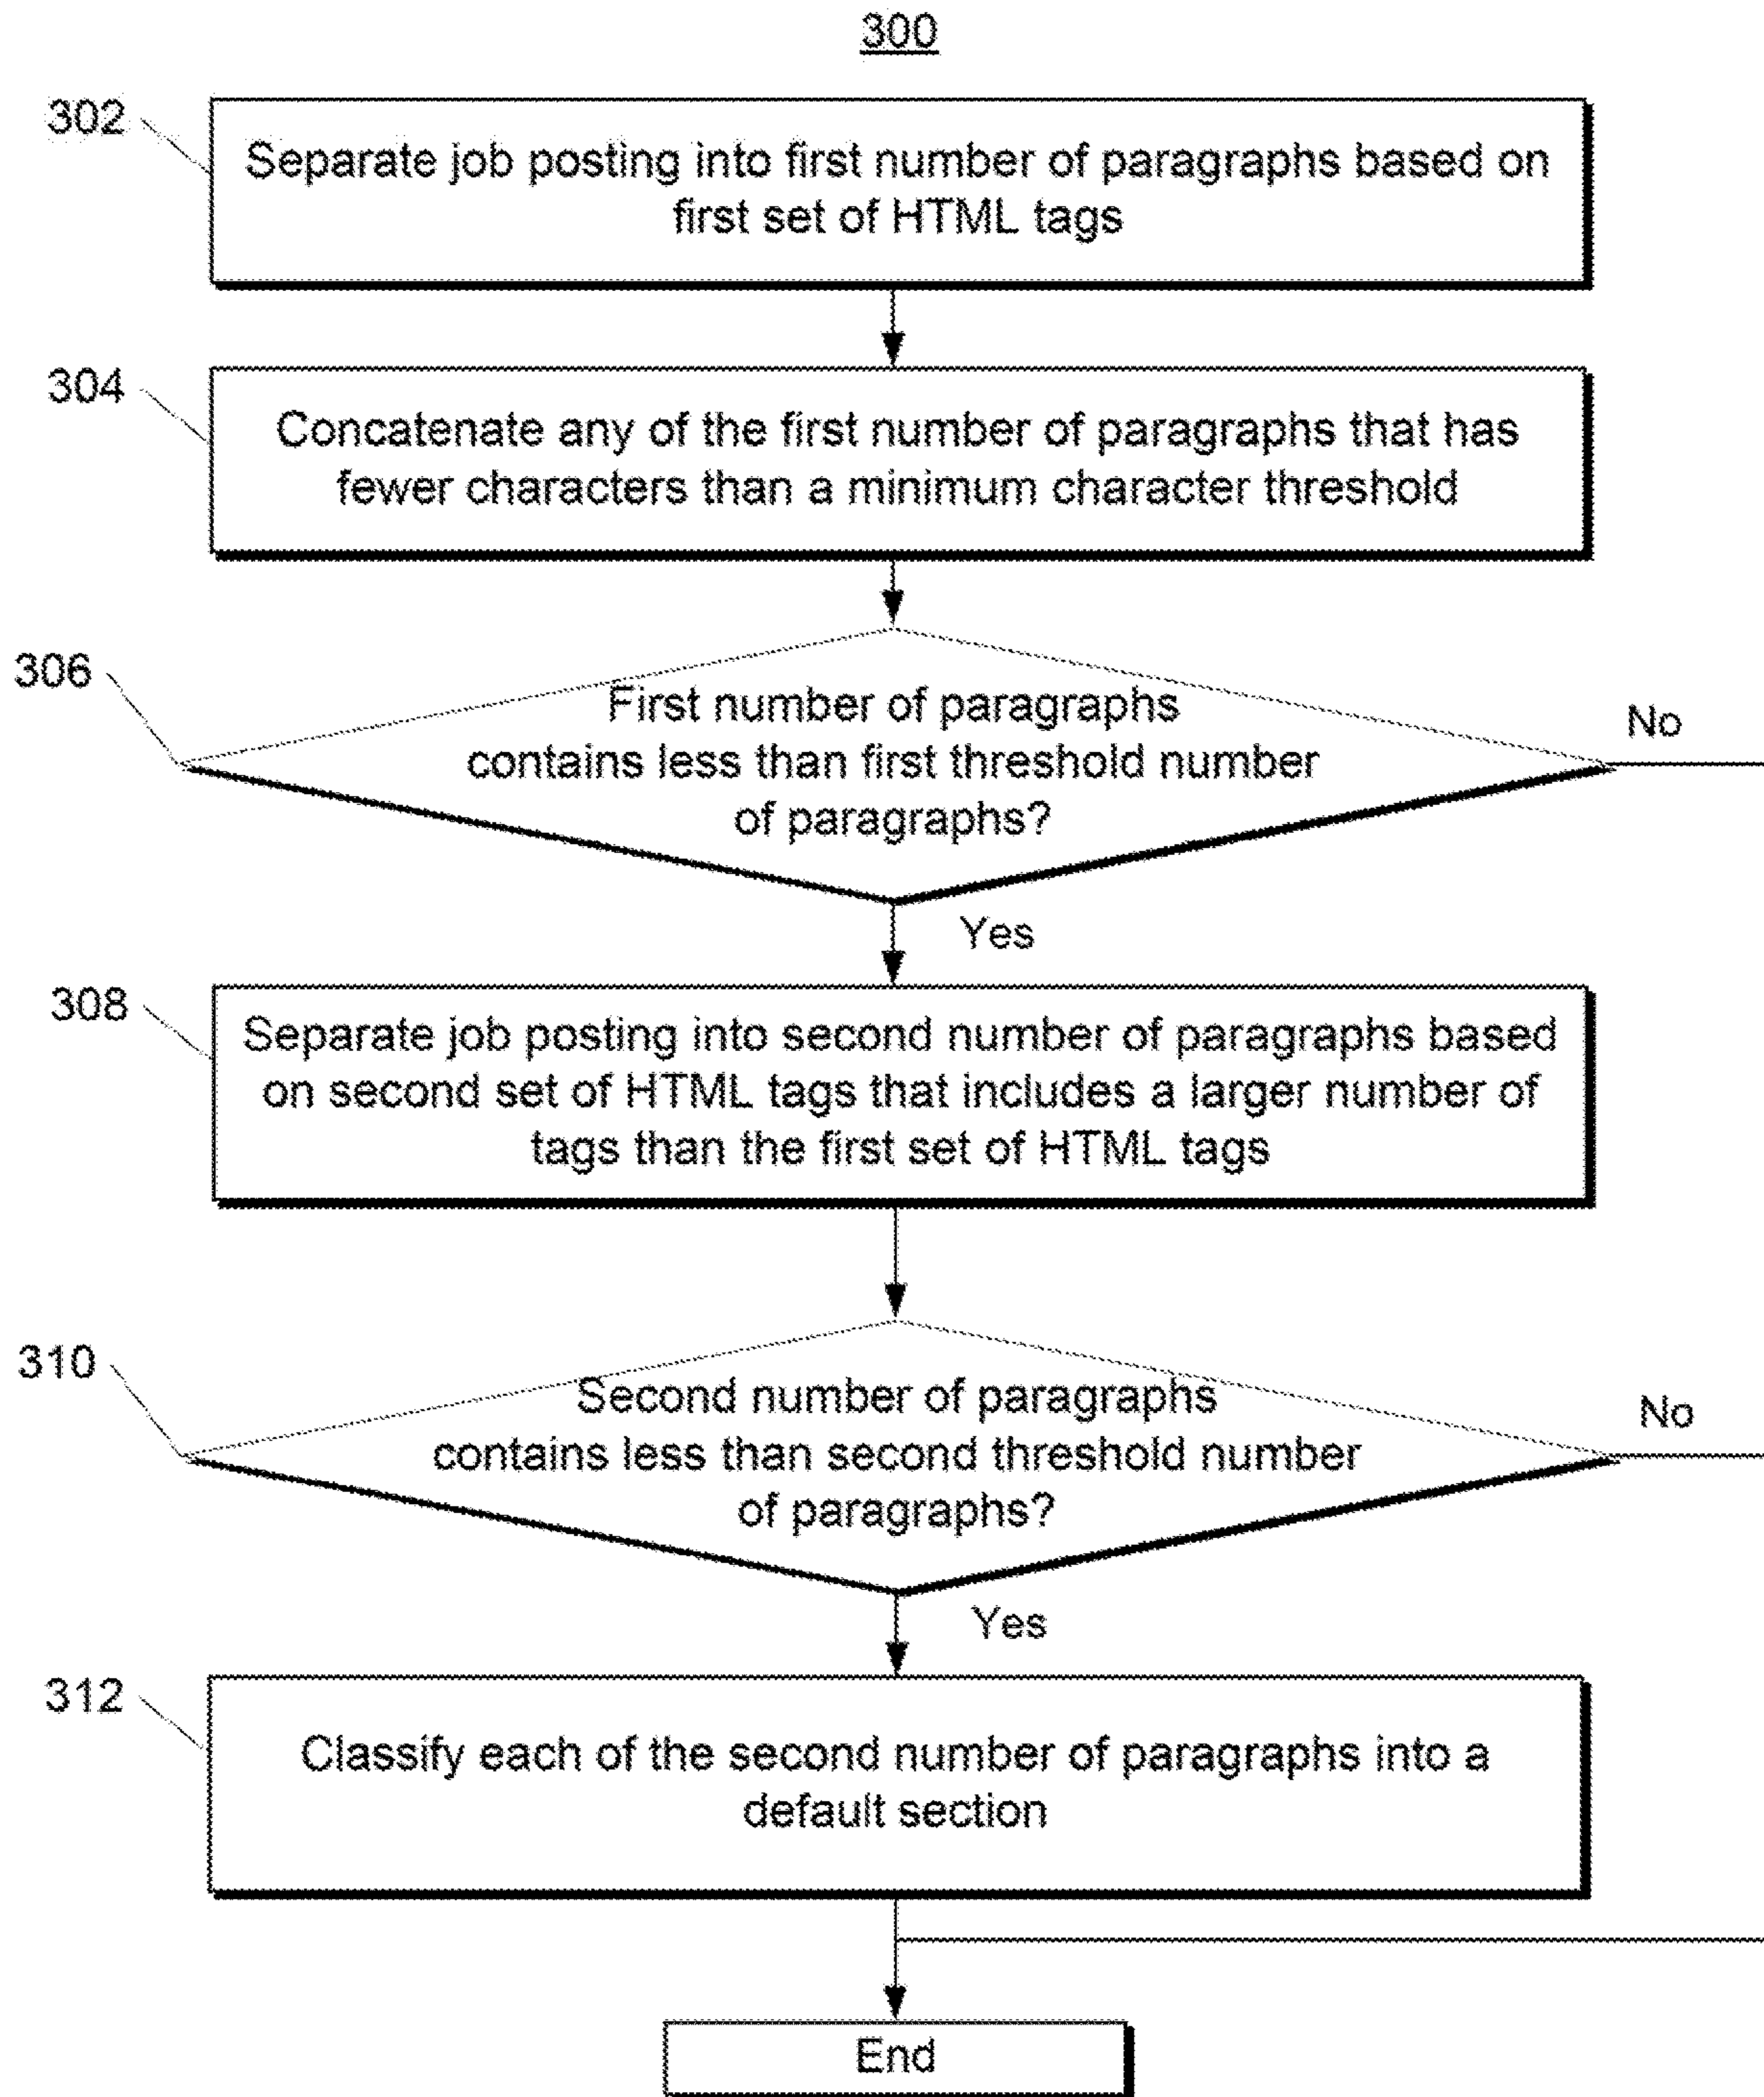 300
302
Separate job posting into first number of paragraphs based on
first set of HTML tags
304
Concatenate any of the first number of paragraphs that has
fewer characters than a minimum character threshold
306
First number of paragraphs
contains less than first threshold number
of paragraphs?
No
Yes
308
Separate job posting into second number of paragraphs based
on second set of HTML tags that includes a larger number of
tags than the first set of HTML tags
310
Second number of paragraphs
contains less than second threshold number
of paragraphs?
No
Yes
312
Classify each of the second number of paragraphs into a
default section
End